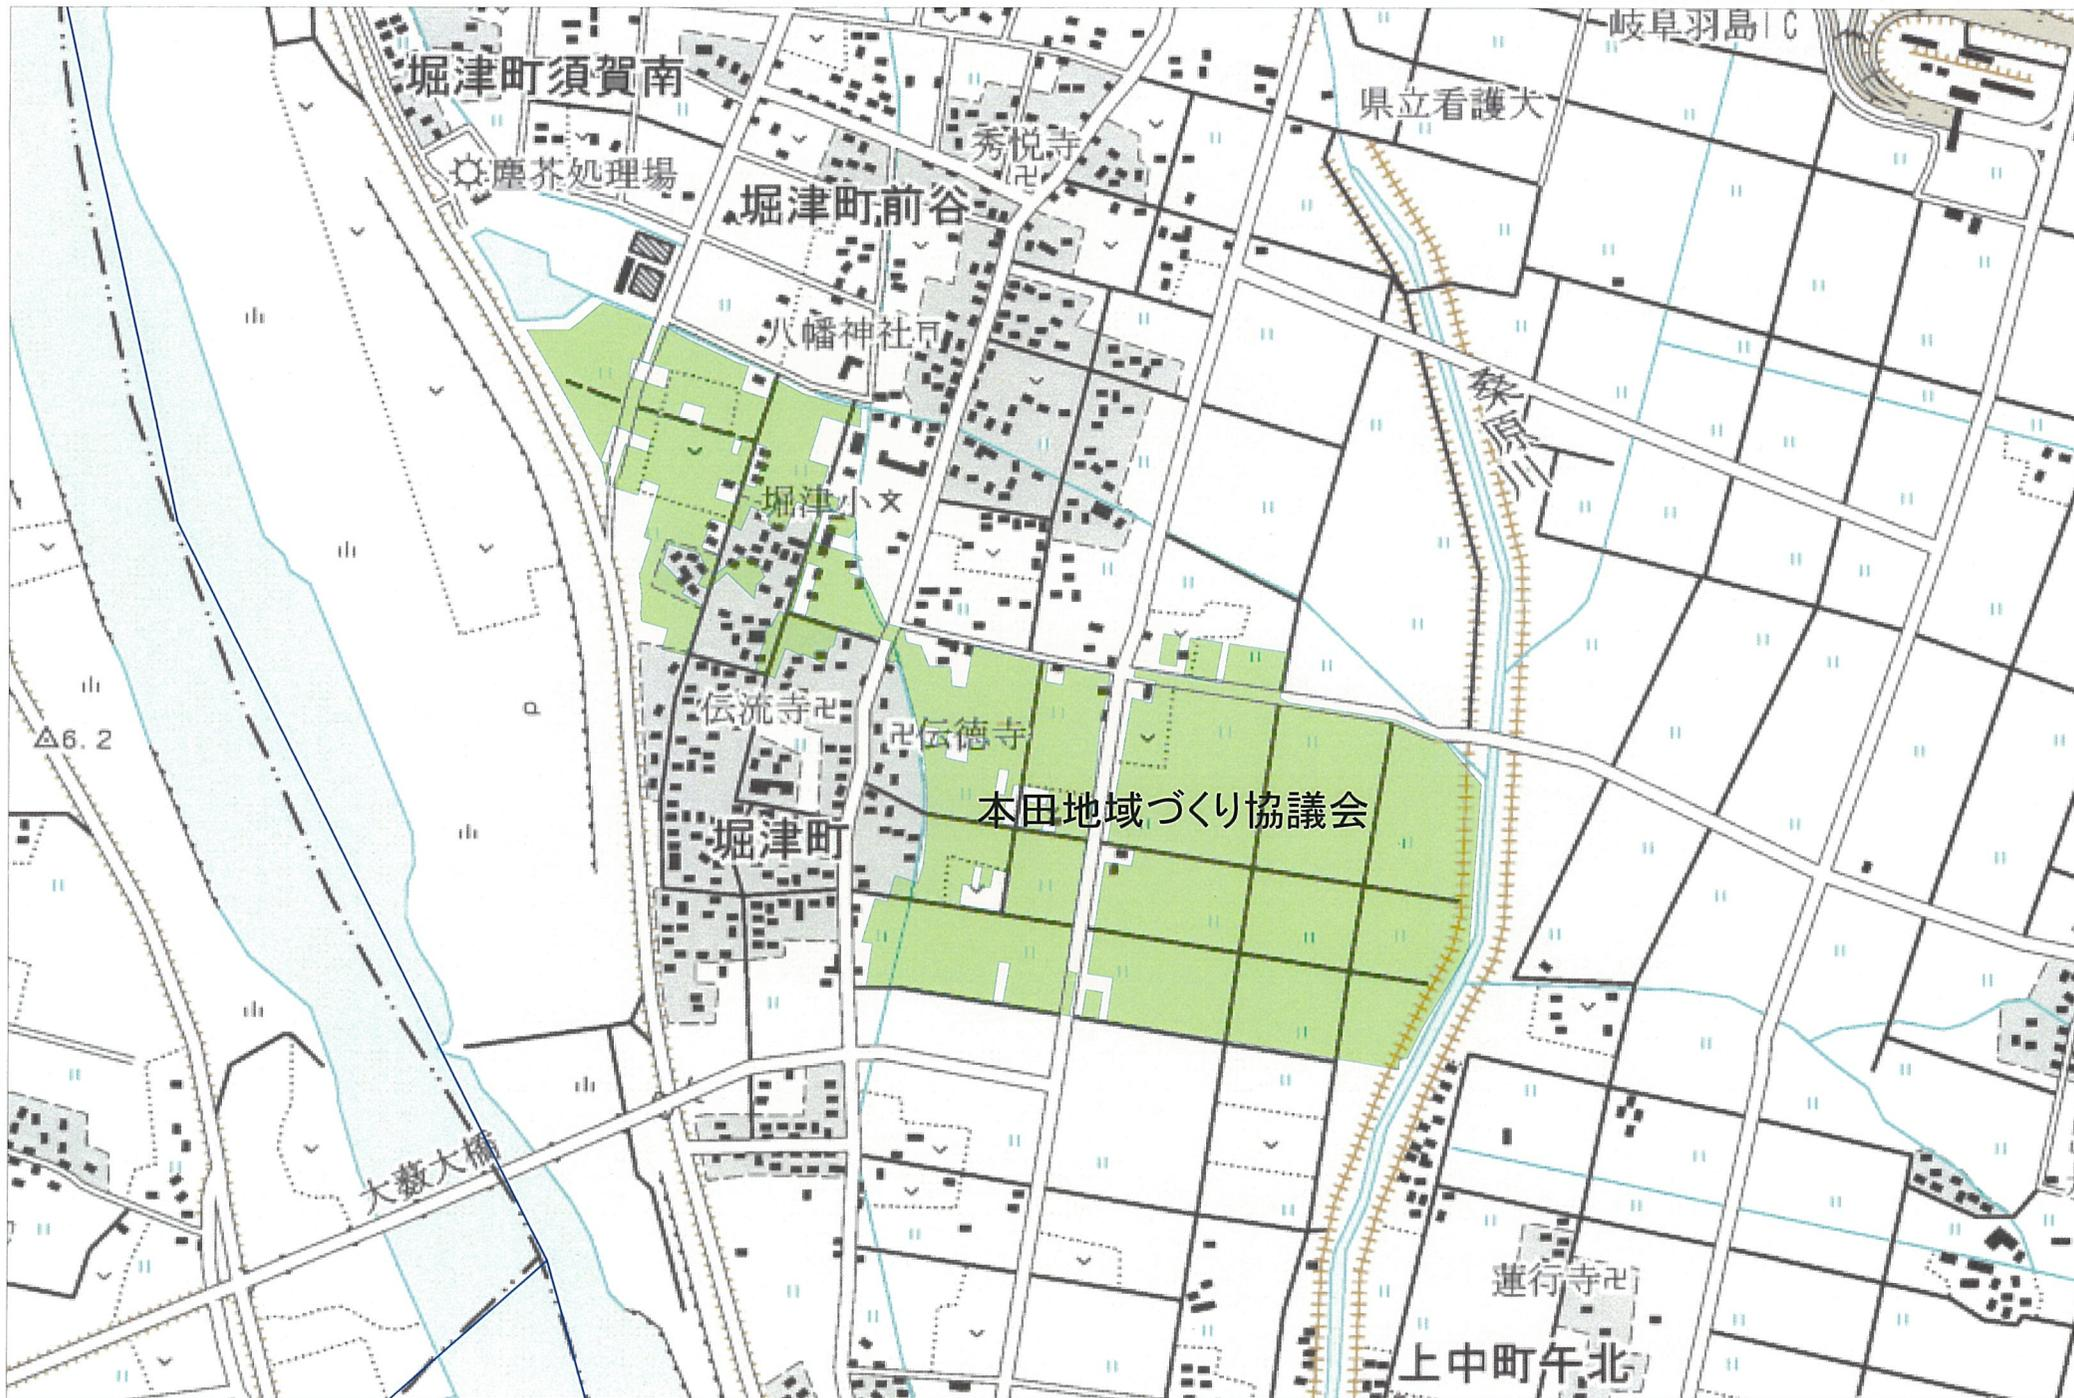 岐阜羽島IC
堀津町須賀南
県立看護大
秀悦寺
塵芥処理場
堀津町前谷
八幡神社
桑原川
堀津小
伝流寺
伝徳寺
6.2
本田地域づくり協議会
堀津町
大薮大橋
蓮行寺
上中町午北